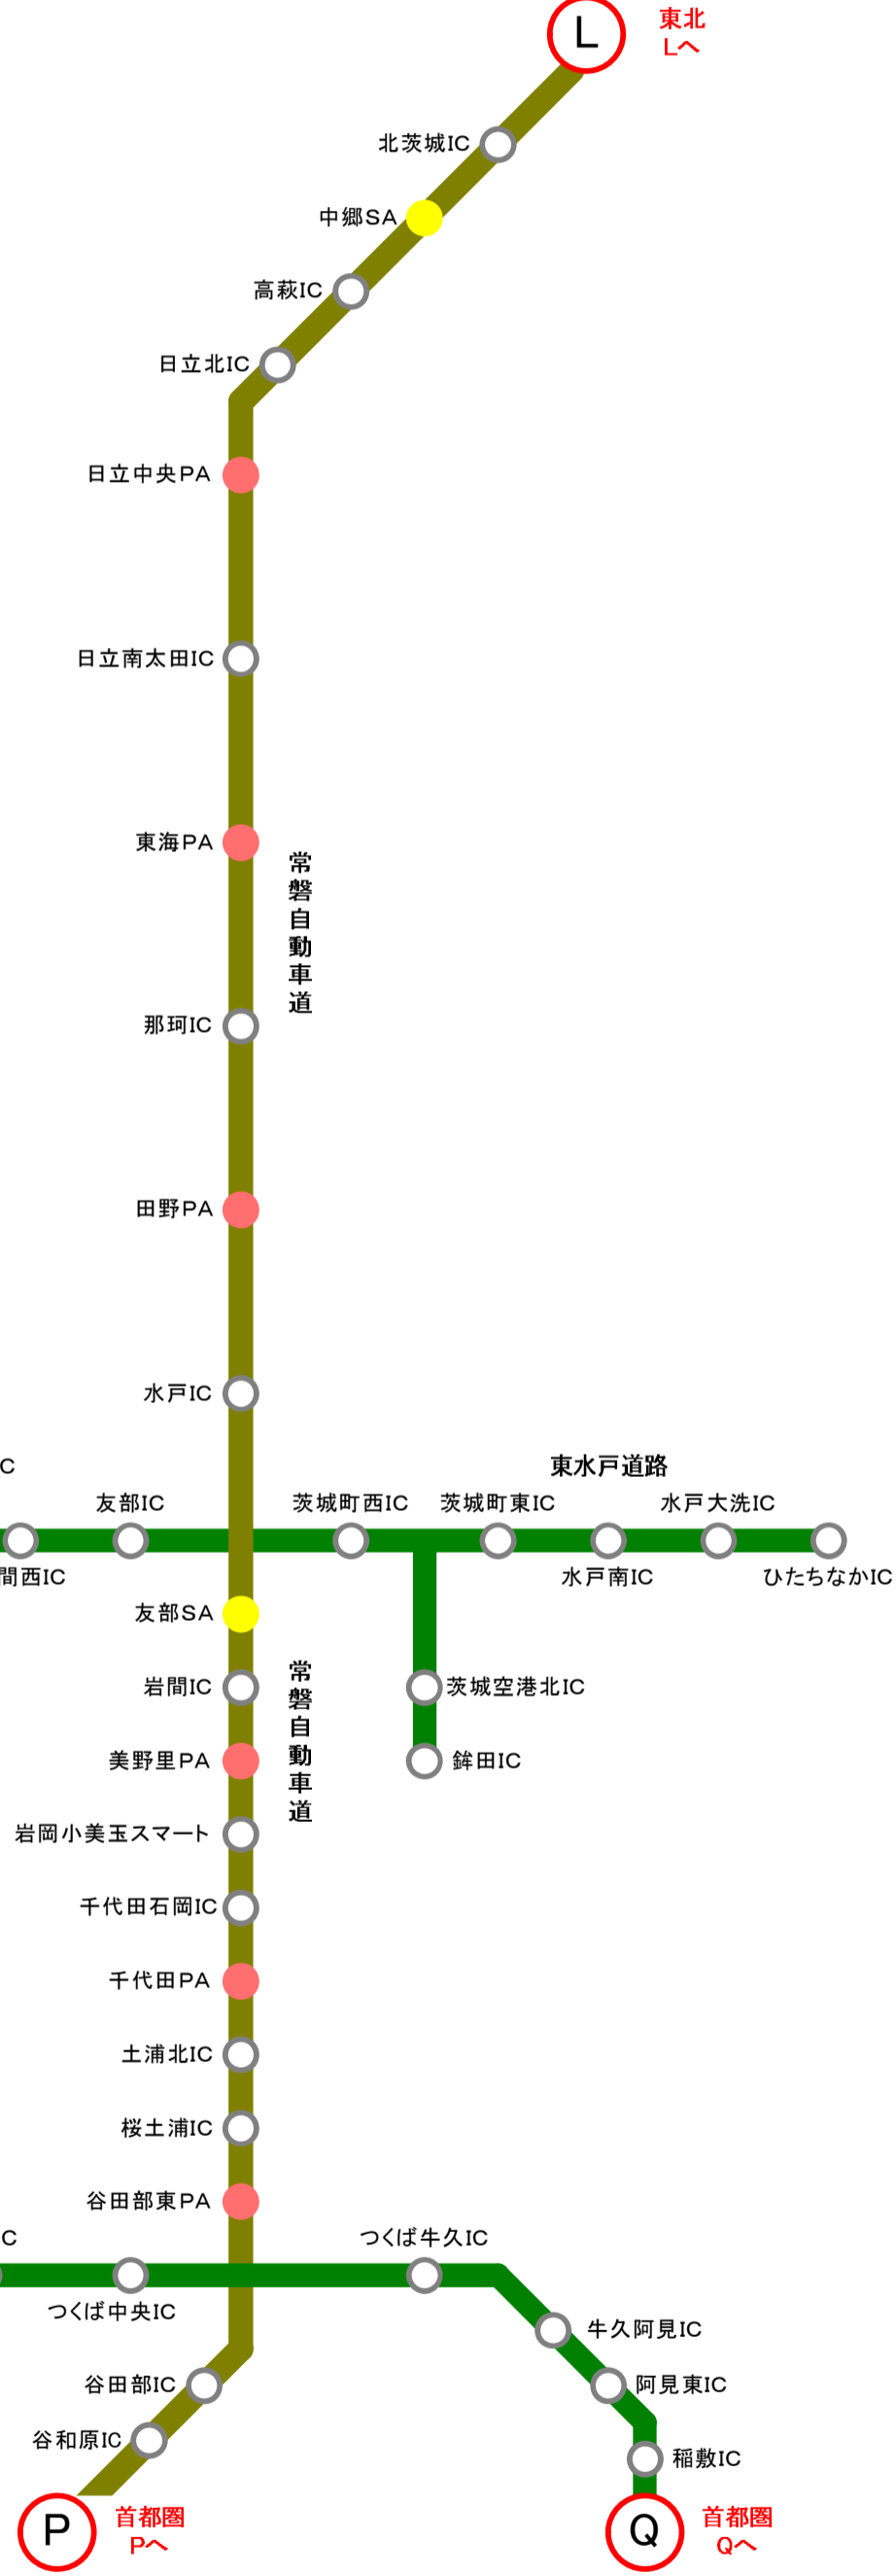 L
東北
Lへ
北茨城IC
中郷SA
高萩IC
日立北IC
日立中央PA
日立南太田IC
東海PA
常磐自動車道
那珂IC
田野PA
水戸IC
C
東水戸道路
友部IC
茨城町西IC
茨城町東IC
水戸大洗IC
間西IC
水戸南IC
ひたちなかIC
友部SA
岩間IC
常磐自動車道
茨城空港北IC
美野里PA
鉾田IC
岩岡小美玉スマート
千代田石岡IC
千代田PA
土浦北IC
桜土浦IC
谷田部東PA
C
つくば牛久IC
つくば中央IC
牛久阿見IC
谷田部IC
阿見東IC
谷和原IC
稲敷IC
P
首都圏
Pへ
Q
首都圏
Qへ